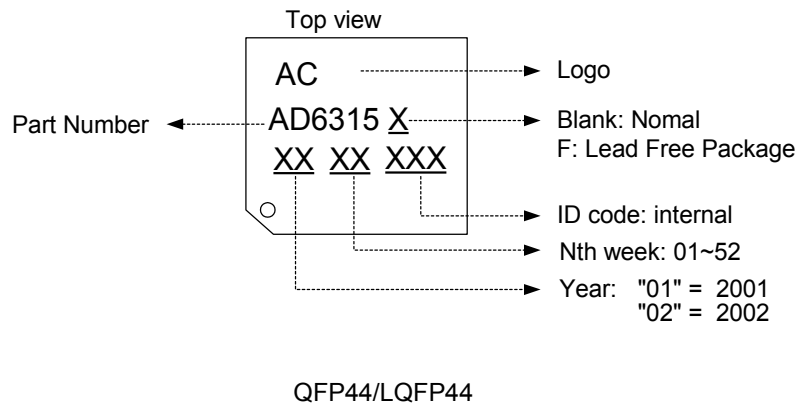 Top view
AC
Logo
Part Number
AD6315 X
Blank: Nomal
F: Lead Free Package
XX XX XXX
ID code: internal
Nth week: 01~52
Year: "01" = 2001
"02" = 2002
QFP44/LQFP44